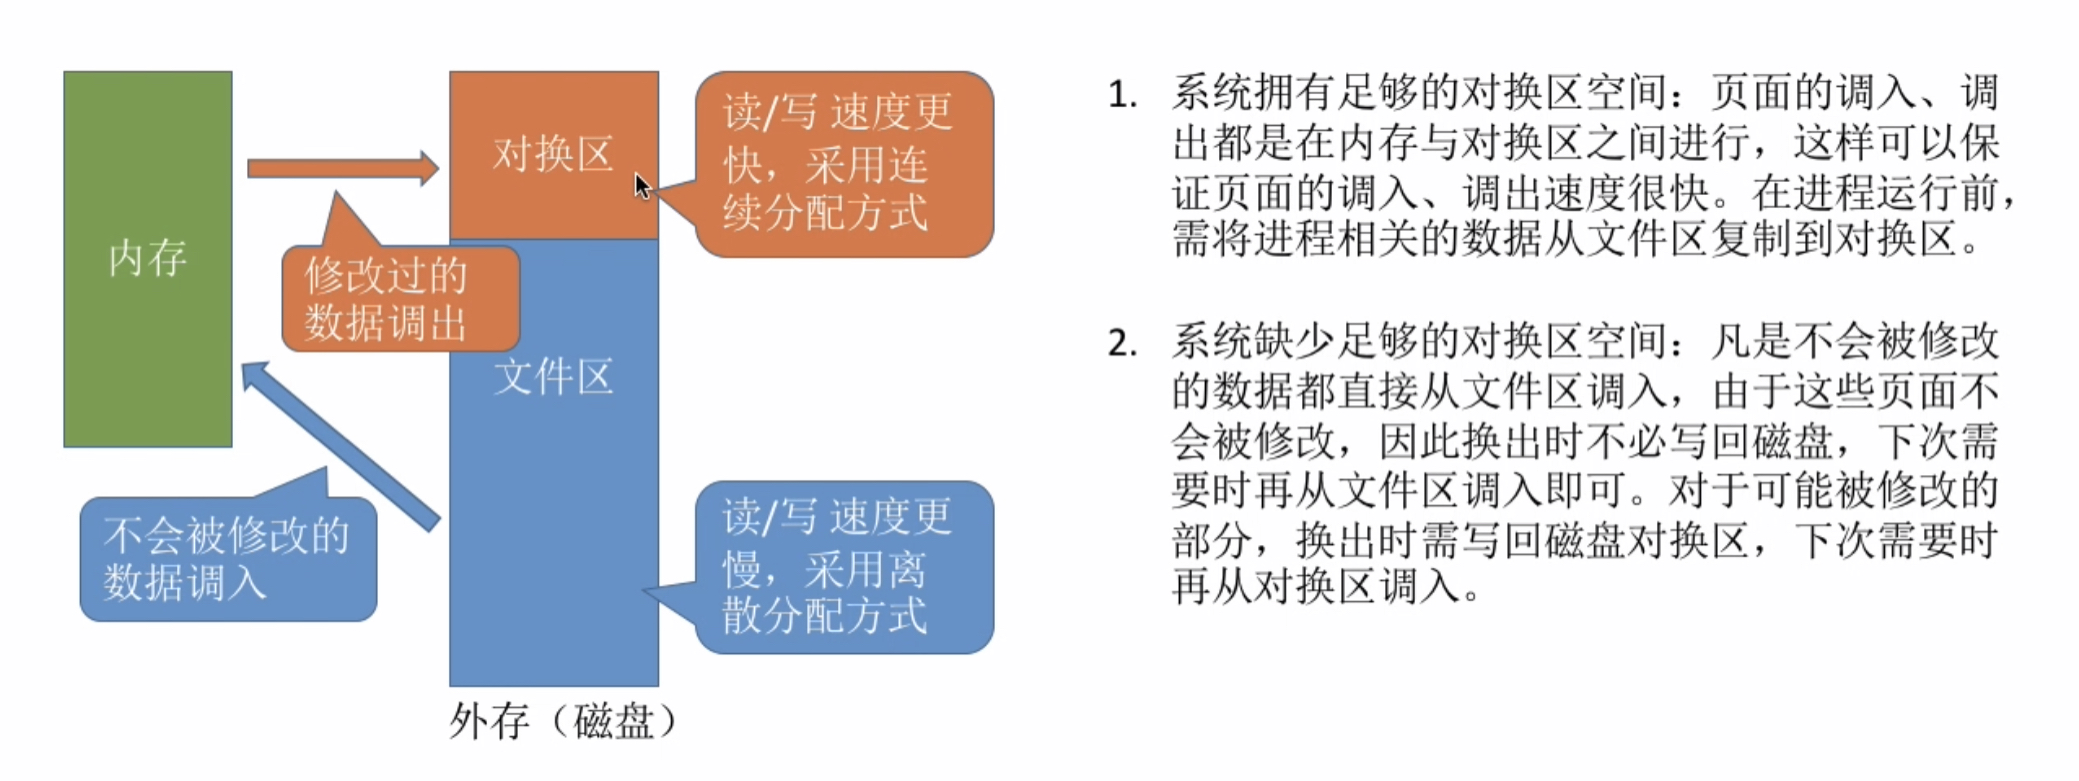 内存
修改过的
数据调出
不会被修改的
数据调入
对换区
文件区
外存（磁盘）
读/写 速度更
快，采用连
续分配方式
读/写 速度更
慢，采用离
散分配方式
1. 系统拥有足够的对换区空间：页面的调入、调
出都是在内存与对换区之间进行，这样可以保
证页面的调入、调出速度很快。在进程运行前，
需将进程相关的数据从文件区复制到对换区。
2. 系统缺少足够的对换区空间：凡是不会被修改
的数据都直接从文件区调入，由于这些页面不
会被修改，因此换出时不必写回磁盘，下次需
要时再从文件区调入即可。对于可能被修改的
部分，换出时需写回磁盘对换区，下次需要时
再从对换区调入。